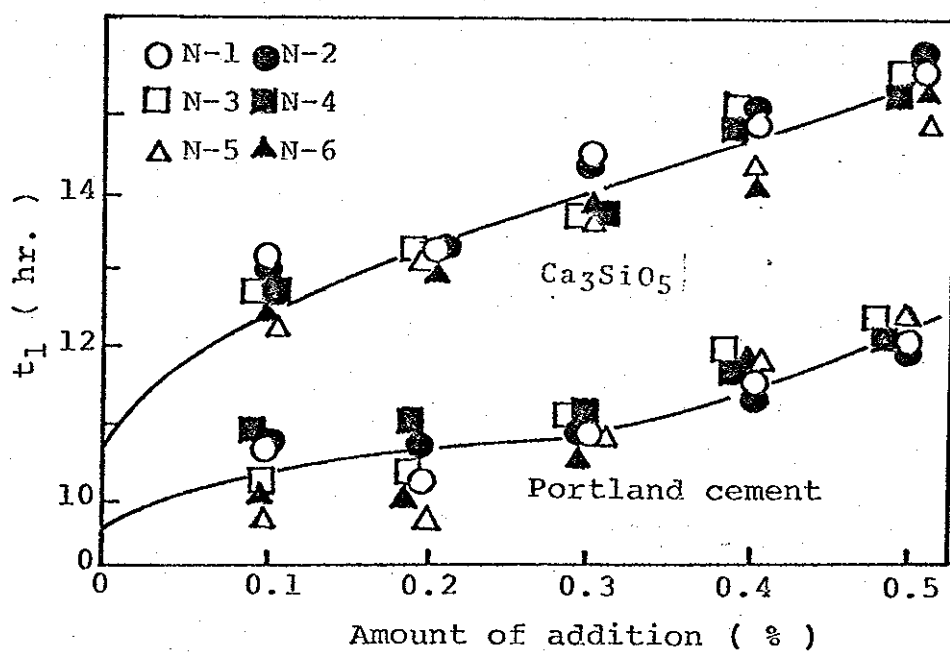 N-1 N-2
N-3 N-4
N-5 N-6
t₁ ( hr. )
14
12
10
0
Ca₃SiO₅
Portland cement
0 0.1 0.2 0.3 0.4 0.5
Amount of addition ( % )